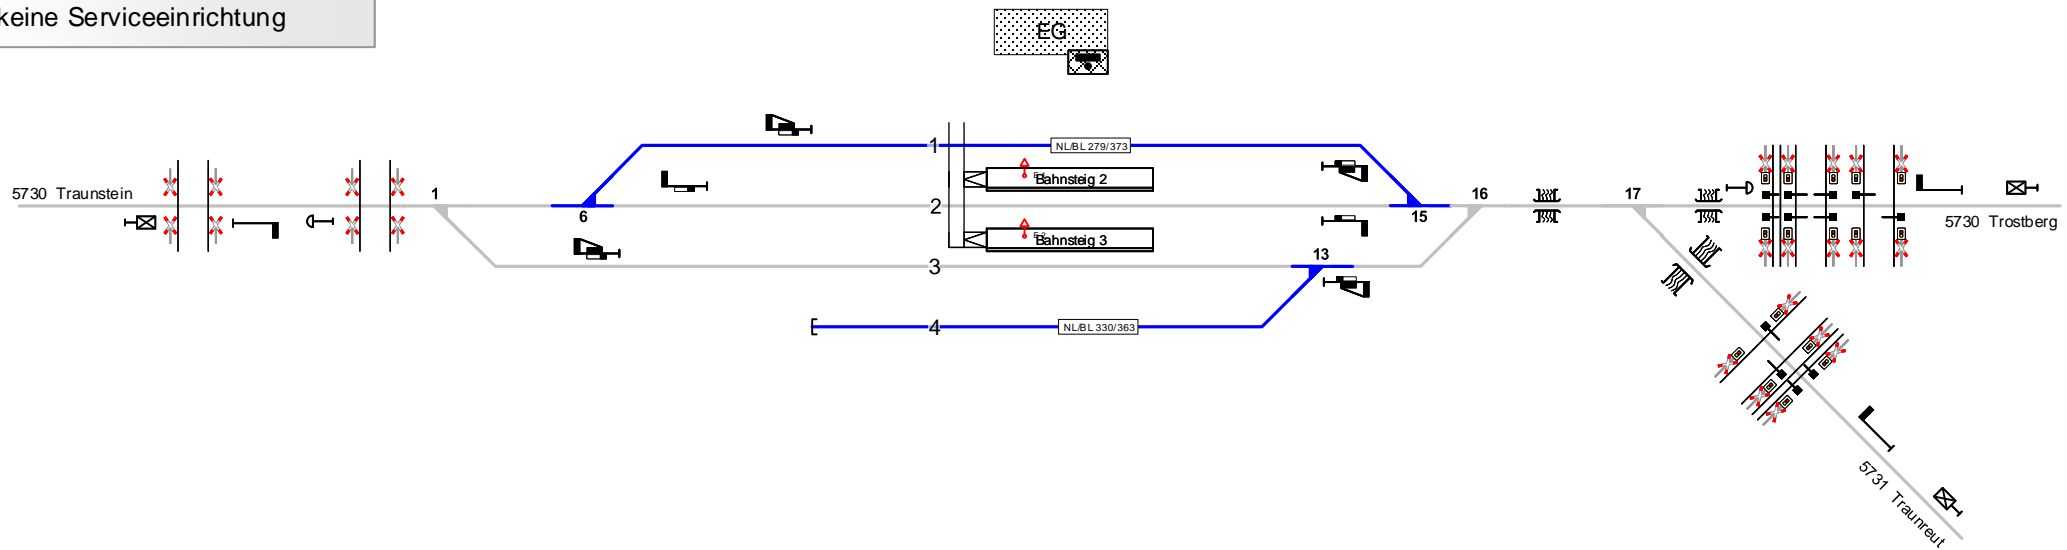 keine Serviceeinrichtung
EG
1
NL/BL 279/373
5730 Traunstein
Bahnsteig 2
1
6
2
15
16
17
5730 Trostberg
Bahnsteig 3
13
3
4
NL/BL 330/363
5731 Traunreut